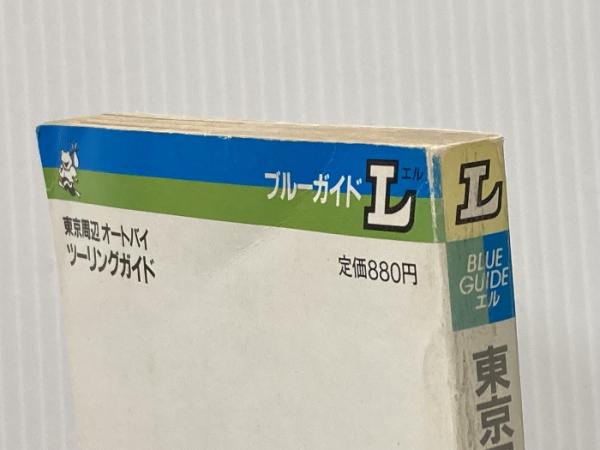 ブルーガイドL
エル
東京周辺オートバイ
ツーリングガイド
定価880円
L
BLUE
GUIDE
エル
東京